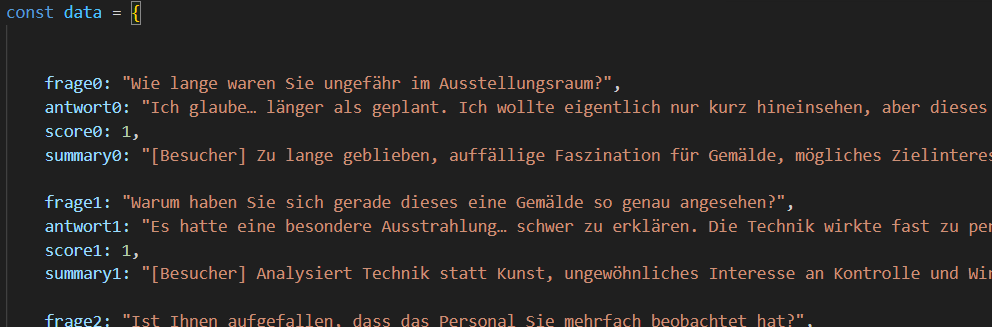 const data = {
frage0: "Wie lange waren Sie ungefähr im Ausstellungsraum?",
antwort0: "Ich glaube… länger als geplant. Ich wollte eigentlich nur kurz hineinsehen, aber dieses
score0: 1,
summary0: "[Besucher] Zu lange geblieben, auffällige Faszination für Gemälde, mögliches
frage1: "Warum haben Sie sich gerade dieses eine Gemälde so genau angesehen?",
antwort1: "Es hatte eine besondere Ausstrahlung… schwer zu erklären. Die Technik wirkte fast zu
score1: 1,
summary1: "[Besucher] Analysiert Technik statt Kunst, ungewöhnliches Interesse an Kontrolle und
frage2: "Ist Ihnen aufgefallen, dass das Personal Sie mehrfach beobachtet hat?",